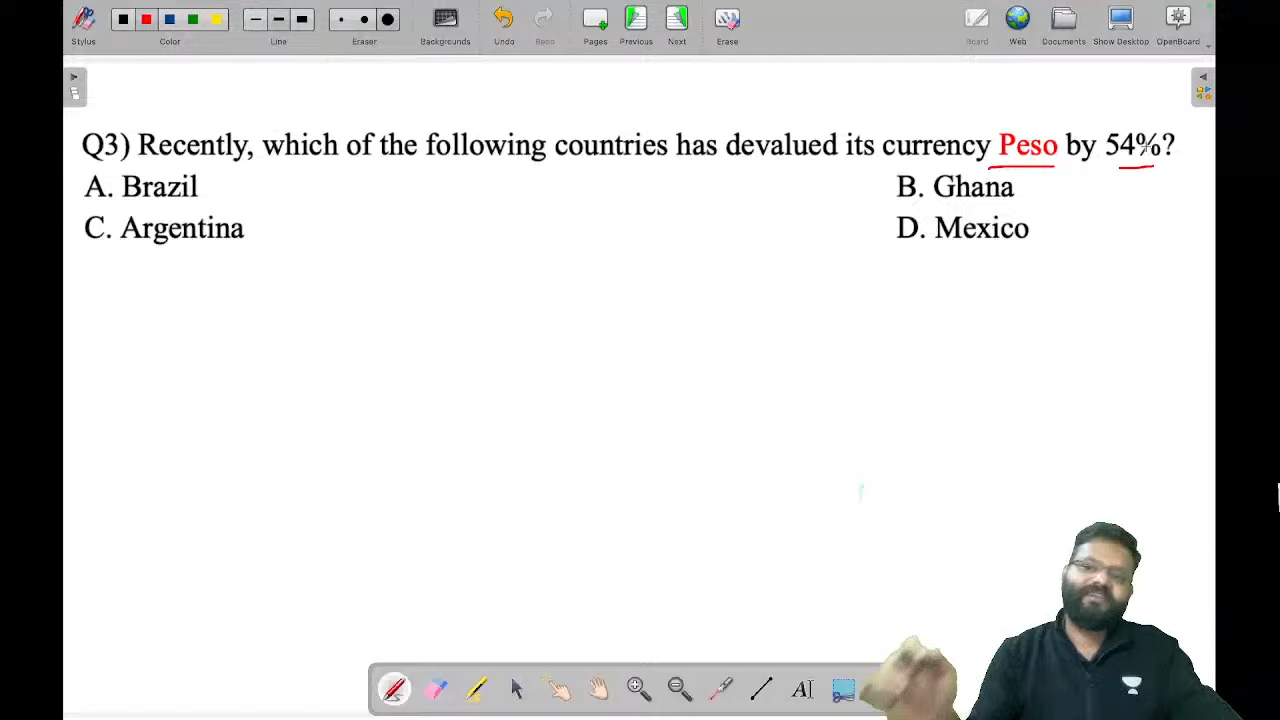 Stylus Color Line Eraser Backgrounds Undo Redo Pages Previous Next Erase Board Web Documents Show Desktop OpenBoard
Q3) Recently, which of the following countries has devalued its currency Peso by 54%?
A. Brazil B. Ghana
C. Argentina D. Mexico